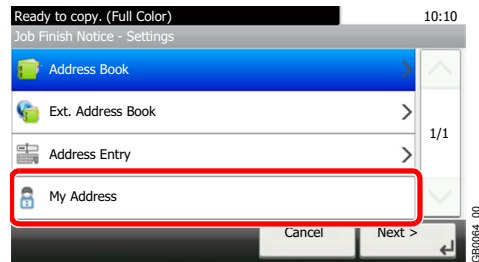 Ready to copy. (Full Color) 10:10
Job Finish Notice - Settings
Address Book
Ext. Address Book
1/1
Address Entry
My Address
Cancel Next >
GB0064_00